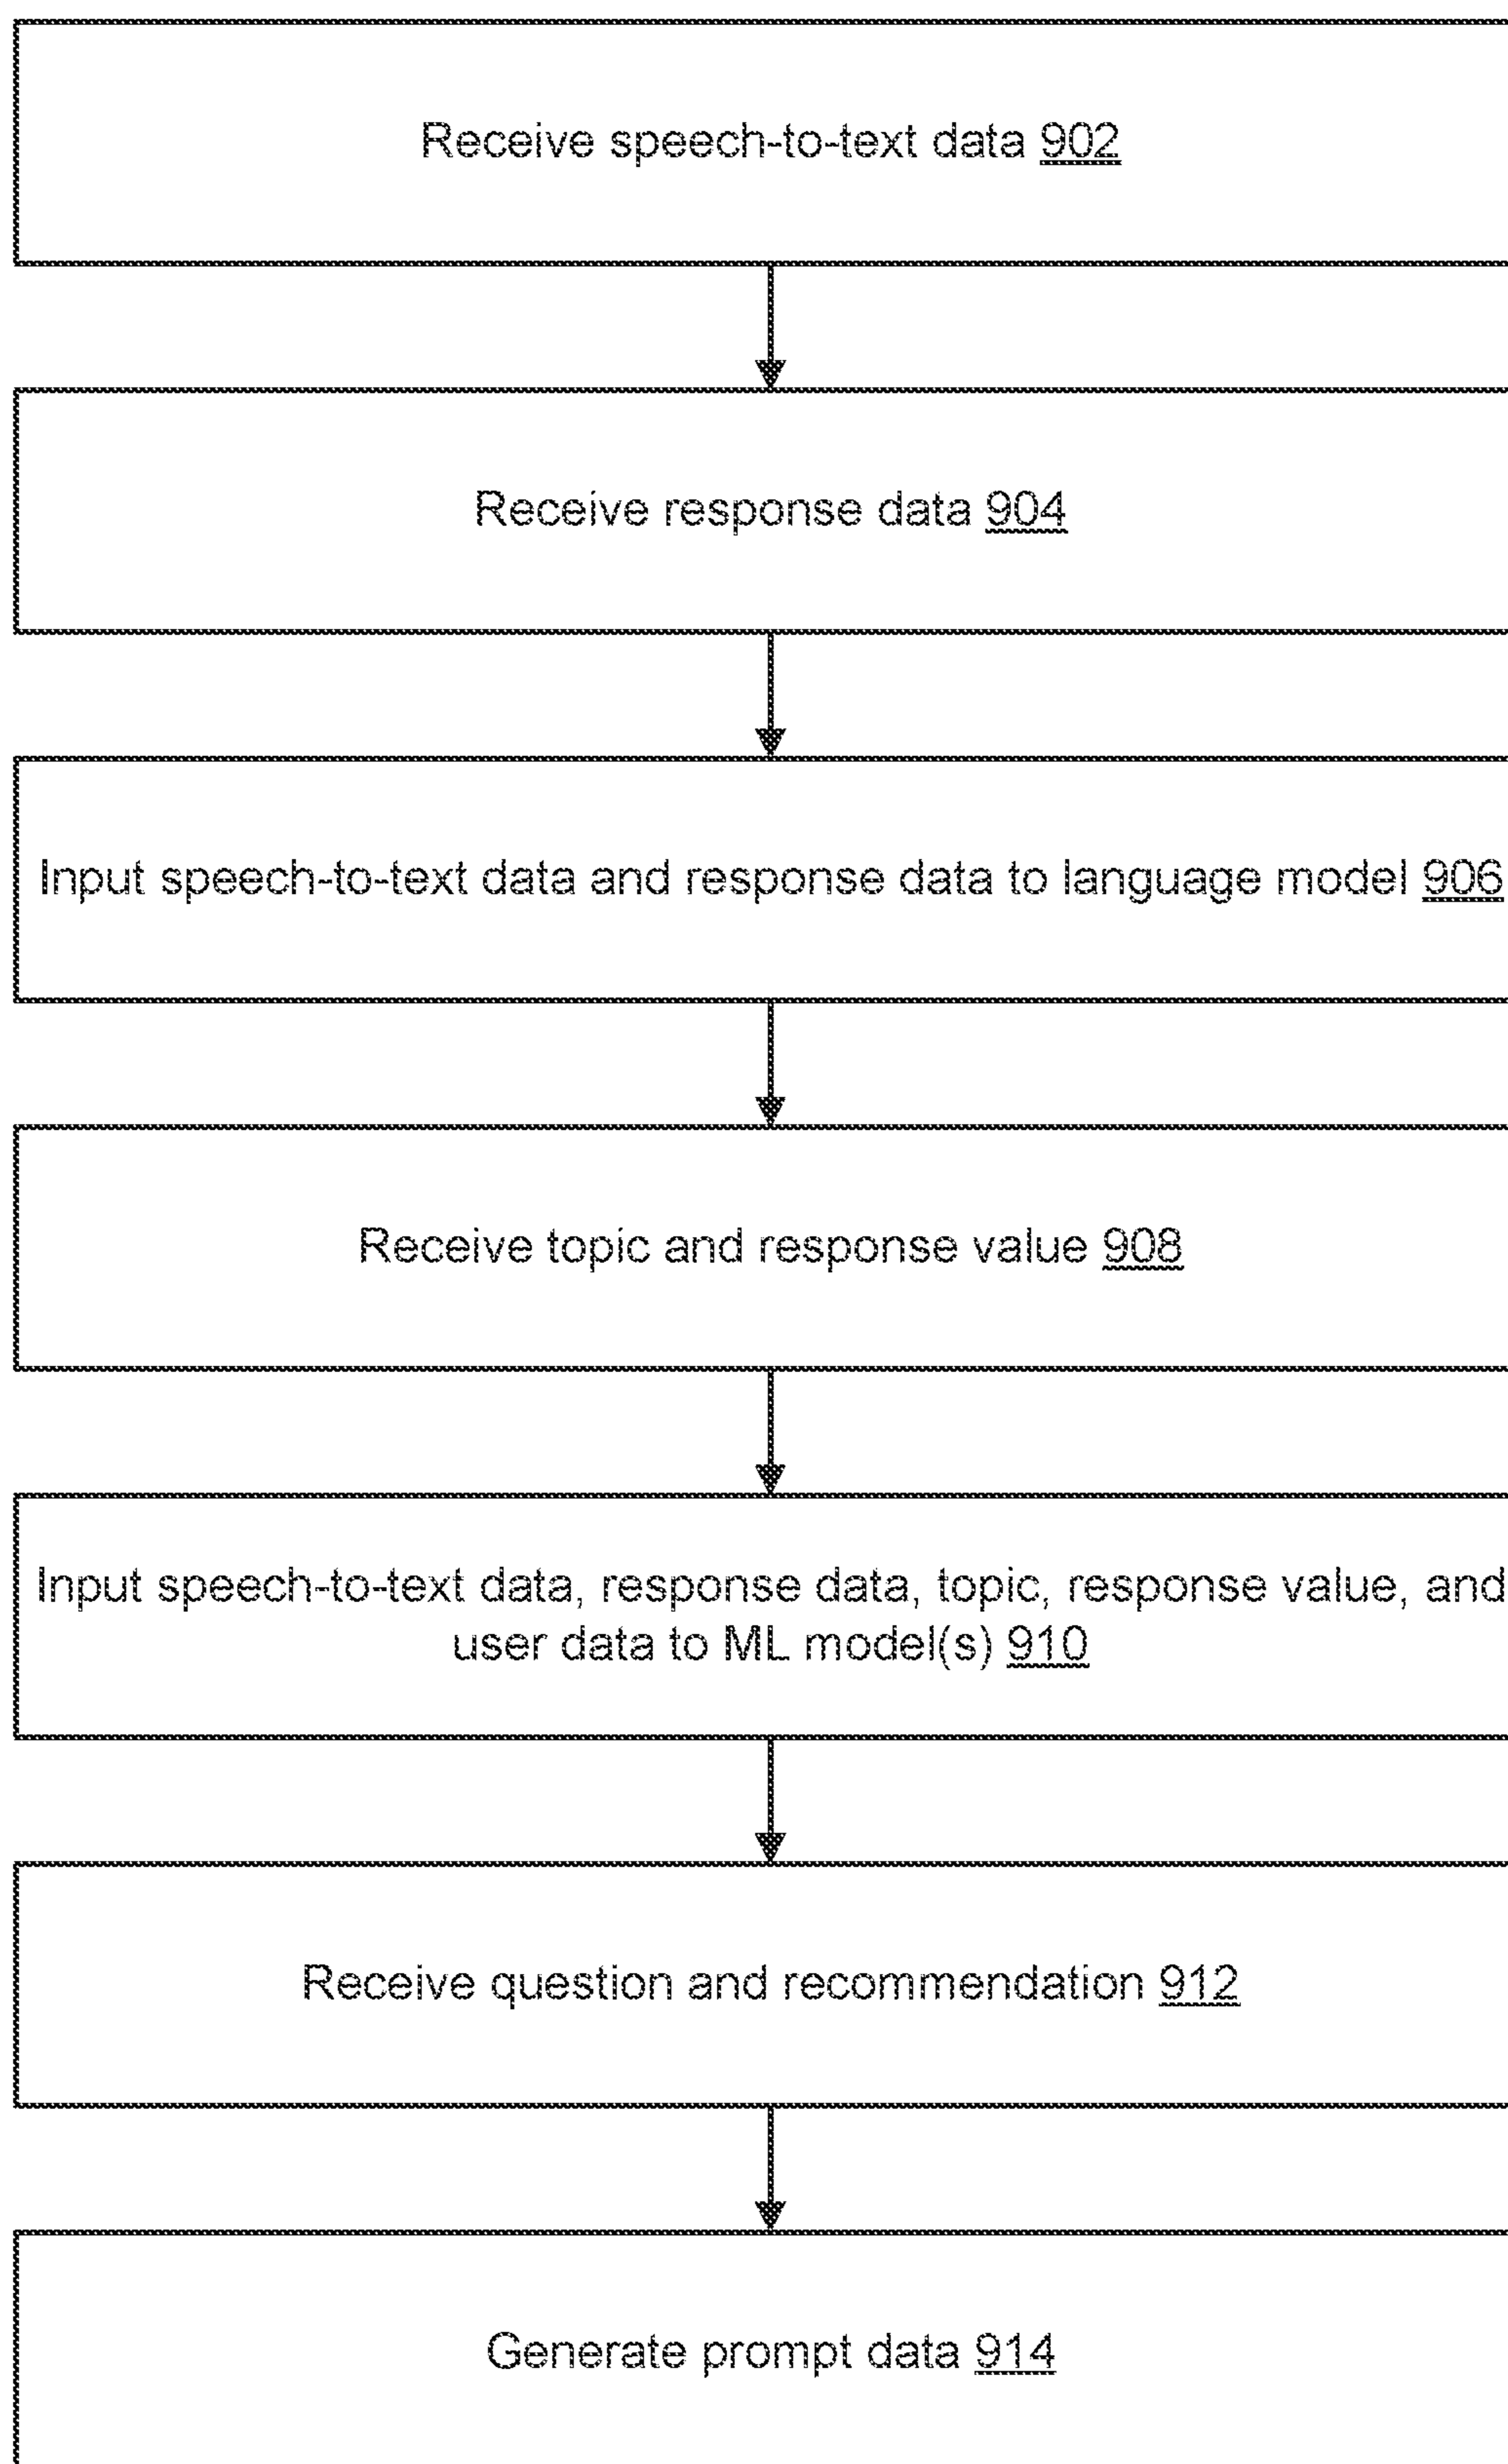 Receive speech-to-text data 902
Receive response data 904
Input speech-to-text data and response data to language model 906
Receive topic and response value 908
Input speech-to-text data, response data, topic, response value, and
user data to ML model(s) 910
Receive question and recommendation 912
Generate prompt data 914